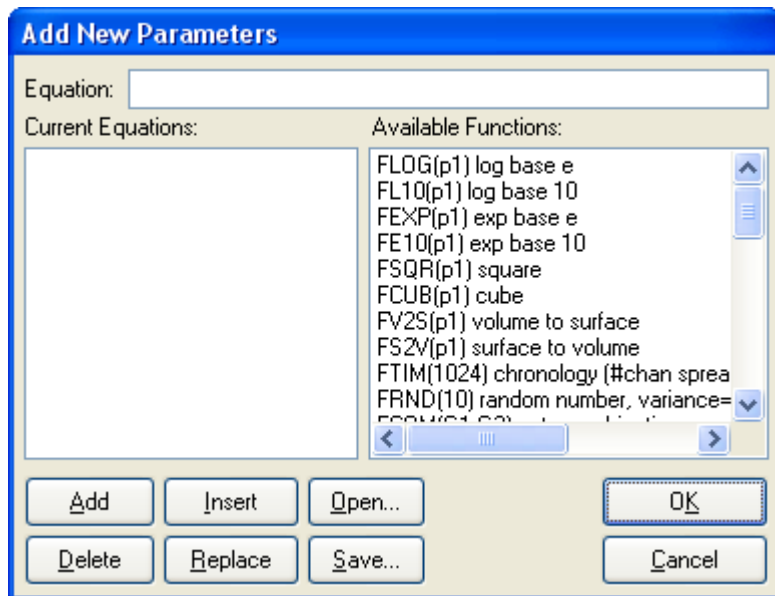 Add New Parameters
Equation:
Current Equations:
Available Functions:
FLOG(p1) log base e
FL10(p1) log base 10
FEXP(p1) exp base e
FE10(p1) exp base 10
FSQR(p1) square
FCUB(p1) cube
FV2S(p1) volume to surface
FS2V(p1) surface to volume
FTIM(1024) chronology (#chan sprea
FRND(10) random number, variance=
Add
Insert
Open...
OK
Delete
Replace
Save...
Cancel